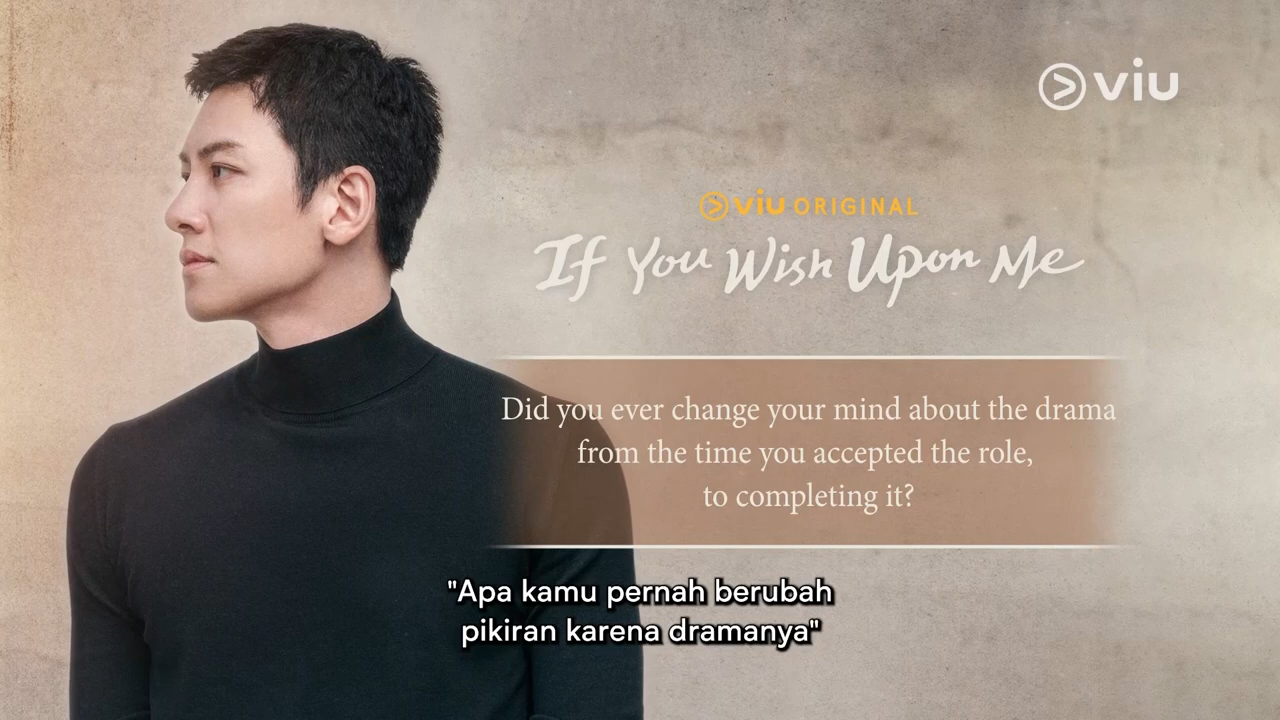 viu
viu ORIGINAL
If You Wish Upon Me
Did you ever change your mind about the drama
from the time you accepted the role,
to completing it?
"Apa kamu pernah berubah
pikiran karena dramanya"